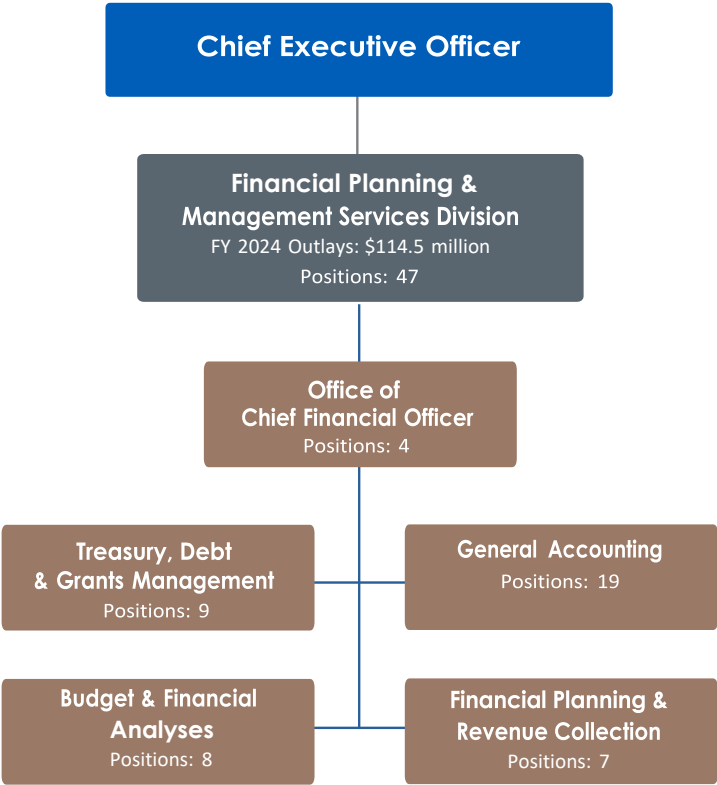 Chief Executive Officer
Financial Planning &
Management Services Division
FY 2024 Outlays: $114.5 million
Positions: 47
Office of
Chief Financial Officer
Positions: 4
Treasury, Debt
& Grants Management
Positions: 9
General Accounting
Positions: 19
Budget & Financial
Analyses
Positions: 8
Financial Planning &
Revenue Collection
Positions: 7